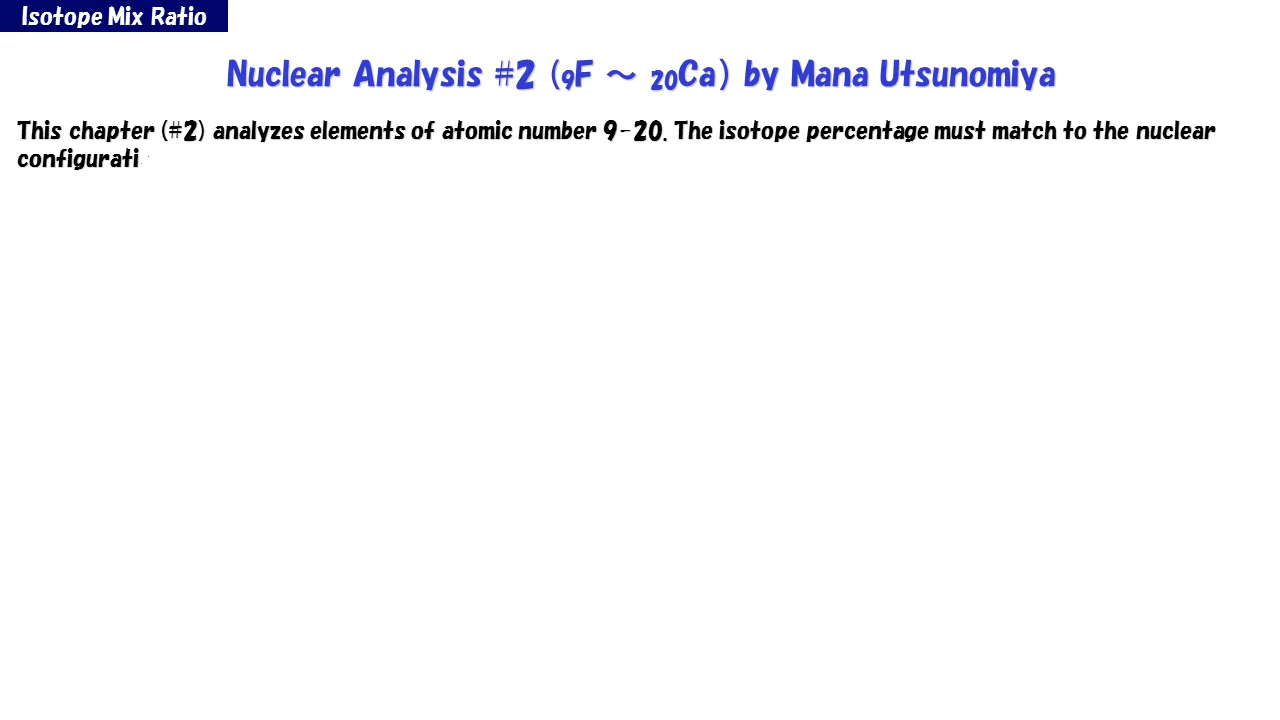 Isotope Mix Ratio
Nuclear Analysis #2 (₉F ～ ₂₀Ca) by Mana Utsunomiya
This chapter (#2) analyzes elements of atomic number 9-20. The isotope percentage must match to the nuclear
configurati